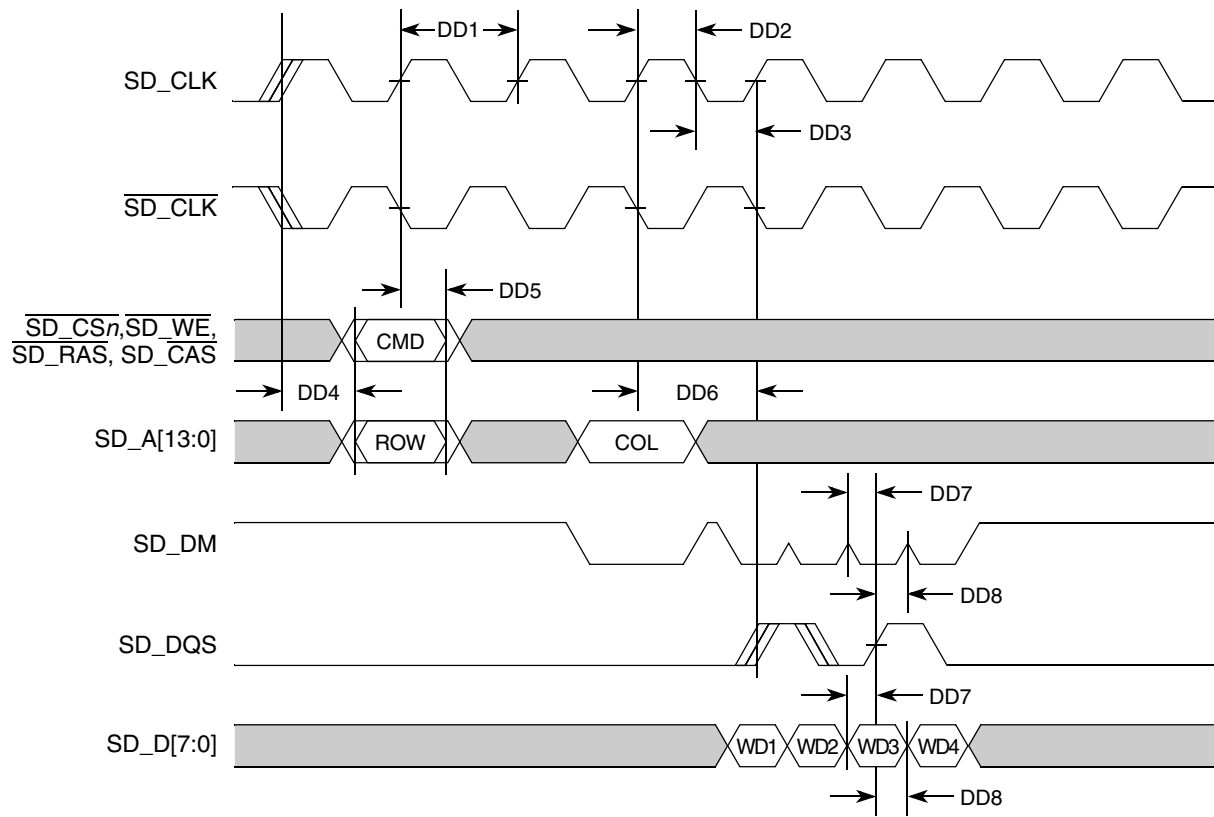 DD1
DD2
SD_CLK
DD3
SD_CLK
DD5
SD_CSn,SD_WE,
SD_RAS, SD_CAS
CMD
DD4
DD6
SD_A[13:0]
ROW
COL
DD7
SD_DM
DD8
SD_DQS
DD7
SD_D[7:0]
WD1
WD2
WD3
WD4
DD8